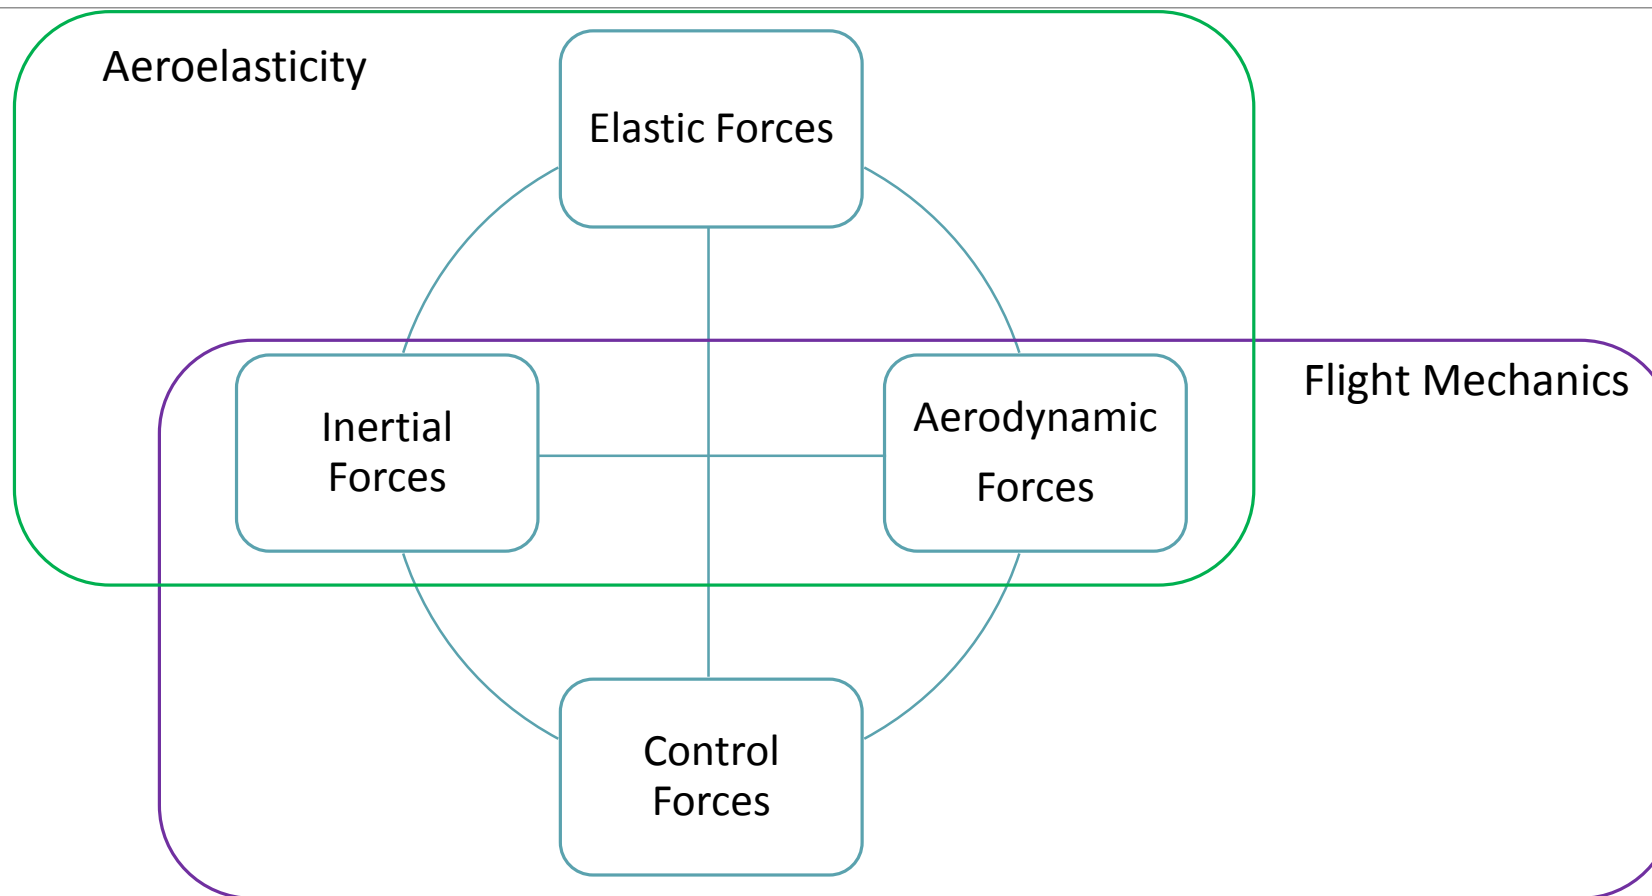 Aeroelasticity
Elastic Forces
Flight Mechanics
Inertial
Forces
Aerodynamic
Forces
Control
Forces